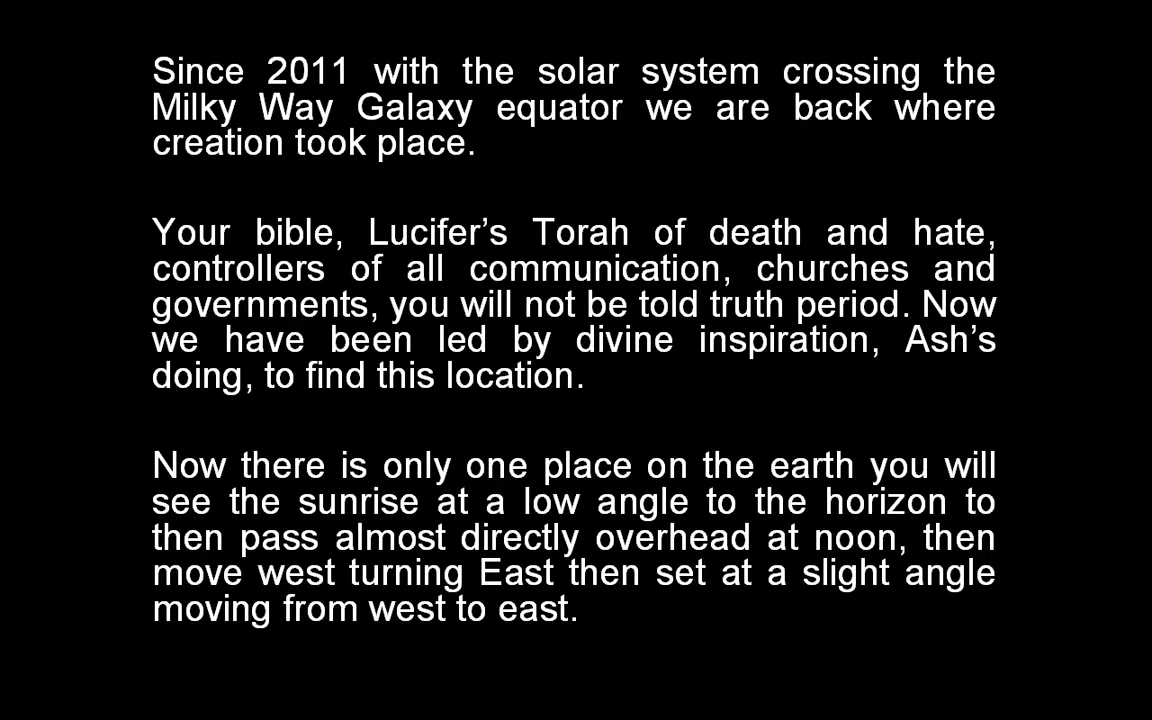 Since 2011 with the solar system crossing the
Milky Way Galaxy equator we are back where
creation took place.
Your bible, Lucifer’s Torah of death and hate,
controllers of all communication, churches and
governments, you will not be told truth period. Now
we have been led by divine inspiration, Ash’s
doing, to find this location.
Now there is only one place on the earth you will
see the sunrise at a low angle to the horizon to
then pass almost directly overhead at noon, then
move west turning East then set at a slight angle
moving from west to east.